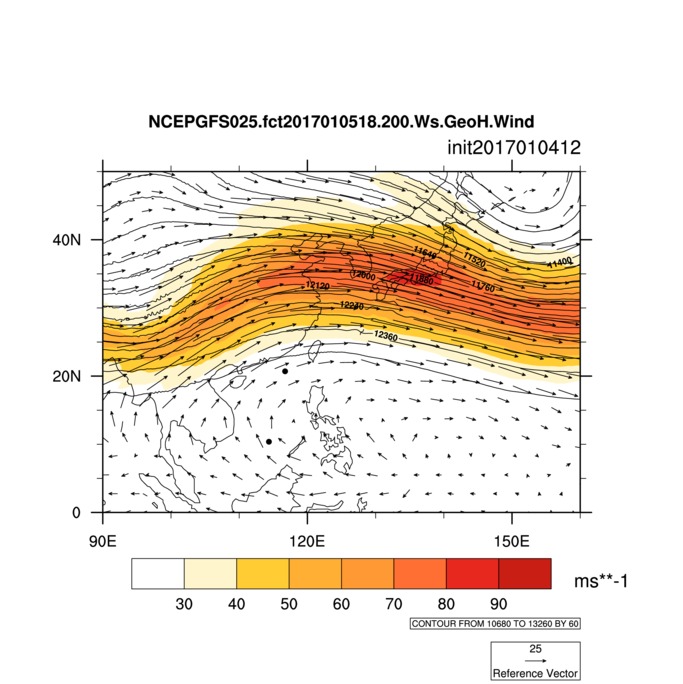 NCEPGFS025.fct2017010518.200.Ws.GeoH.Wind
init2017010412
40N
20N
0
11640
11520
11400
12000
11880
11760
12120
12240
12360
90E 120E 150E
ms**-1
30 40 50 60 70 80 90
CONTOUR FROM 10680 TO 13260 BY 60
25
Reference Vector